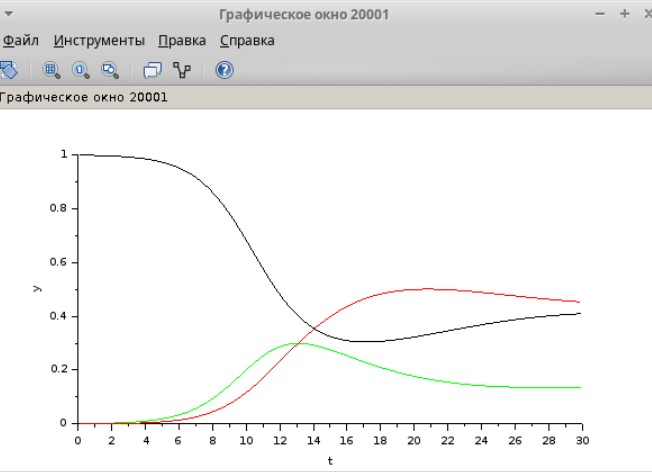 Графическое окно 20001
Файл Инструменты Правка Справка
Графическое окно 20001
1
0.8
0.6
0.4
0.2
0
y
0 2 4 6 8 10 12 14 16 18 20 22 24 26 28 30
t